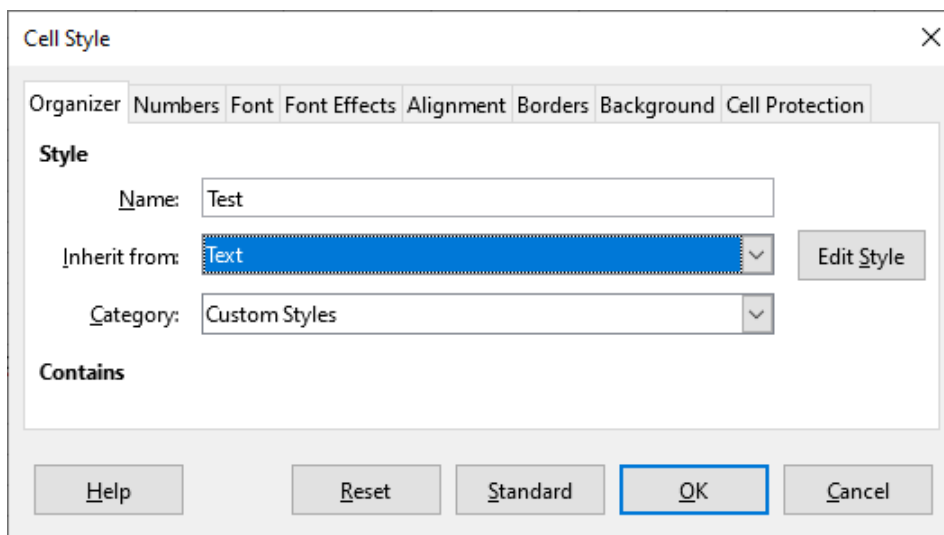 Cell Style
Organizer Numbers Font Font Effects Alignment Borders Background Cell Protection
Style
Name: Test
Inherit from: Text Edit Style
Category: Custom Styles
Contains
Help Reset Standard OK Cancel